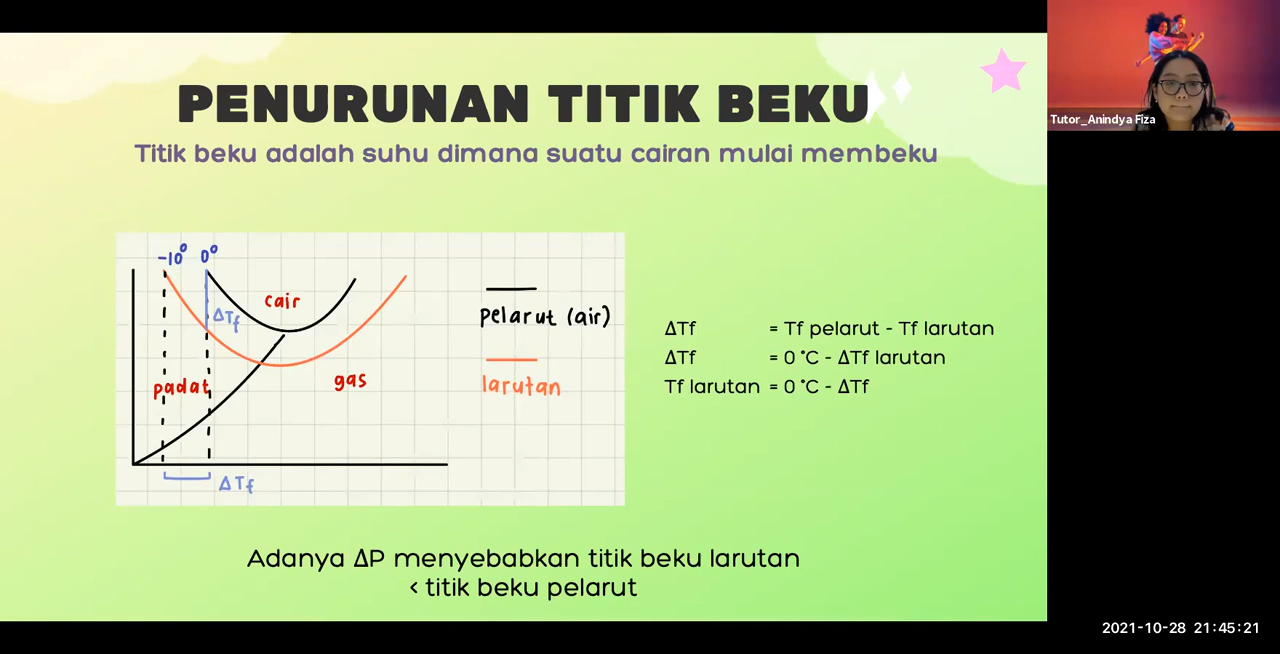 PENURUNAN TITIK BEKU
Titik beku adalah suhu dimana suatu cairan mulai membeku
-10° 0°
cair
ΔTf
padat
gas
ΔTf
pelarut (air)
larutan
ΔTf = Tf pelarut - Tf larutan
ΔTf = 0 °C - ΔTf larutan
Tf larutan = 0 °C - ΔTf
Adanya ΔP menyebabkan titik beku larutan
< titik beku pelarut
Tutor_Anindya Fiza
2021-10-28 21:45:21